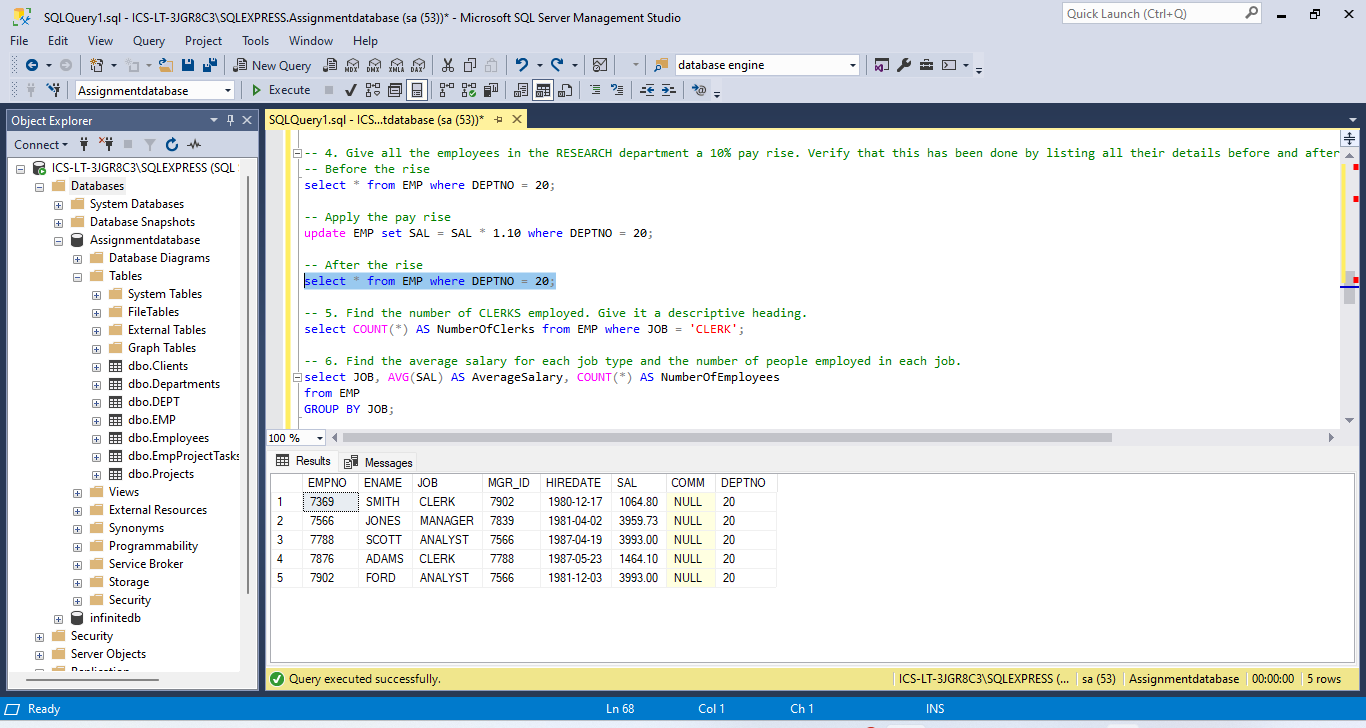 SQLQuery1.sql - ICS-LT-3JGR8C3\SQLEXPRESS.Assignmentdatabase (sa (53))* - Microsoft SQL Server Management Studio
Quick Launch (Ctrl+Q)
File Edit View Query Project Tools Window Help
New Query MDX DMX XMLA DAX database engine
Assignmentdatabase Execute
Object Explorer
Connect
ICS-LT-3JGR8C3\SQLEXPRESS (SQL
Databases
System Databases
Database Snapshots
Assignmentdatabase
Database Diagrams
Tables
System Tables
FileTables
External Tables
Graph Tables
dbo.Clients
dbo.Departments
dbo.DEPT
dbo.EMP
dbo.Employees
dbo.EmpProjectTasks
dbo.Projects
Views
External Resources
Synonyms
Programmability
Service Broker
Storage
Security
infinitedb
Security
Server Objects
Replication
SQLQuery1.sql - ICS...tdatabase (sa (53))*
-- 4. Give all the employees in the RESEARCH department a 10% pay rise. Verify that this has been done by listing all their details before and after
-- Before the rise
select * from EMP where DEPTNO = 20;
-- Apply the pay rise
update EMP set SAL = SAL * 1.10 where DEPTNO = 20;
-- After the rise
select * from EMP where DEPTNO = 20;
-- 5. Find the number of CLERKS employed. Give it a descriptive heading.
select COUNT(*) AS NumberOfClerks from EMP where JOB = 'CLERK';
-- 6. Find the average salary for each job type and the number of people employed in each job.
select JOB, AVG(SAL) AS AverageSalary, COUNT(*) AS NumberOfEmployees
from EMP
GROUP BY JOB;
100 %
Results Messages
EMPNO ENAME JOB MGR_ID HIREDATE SAL COMM DEPTNO
1 7369 SMITH CLERK 7902 1980-12-17 1064.80 NULL 20
2 7566 JONES MANAGER 7839 1981-04-02 3959.73 NULL 20
3 7788 SCOTT ANALYST 7566 1987-04-19 3993.00 NULL 20
4 7876 ADAMS CLERK 7788 1987-05-23 1464.10 NULL 20
5 7902 FORD ANALYST 7566 1981-12-03 3993.00 NULL 20
Query executed successfully. ICS-LT-3JGR8C3\SQLEXPRESS (... sa (53) Assignmentdatabase 00:00:00 5 rows
Ready Ln 68 Col 1 Ch 1 INS